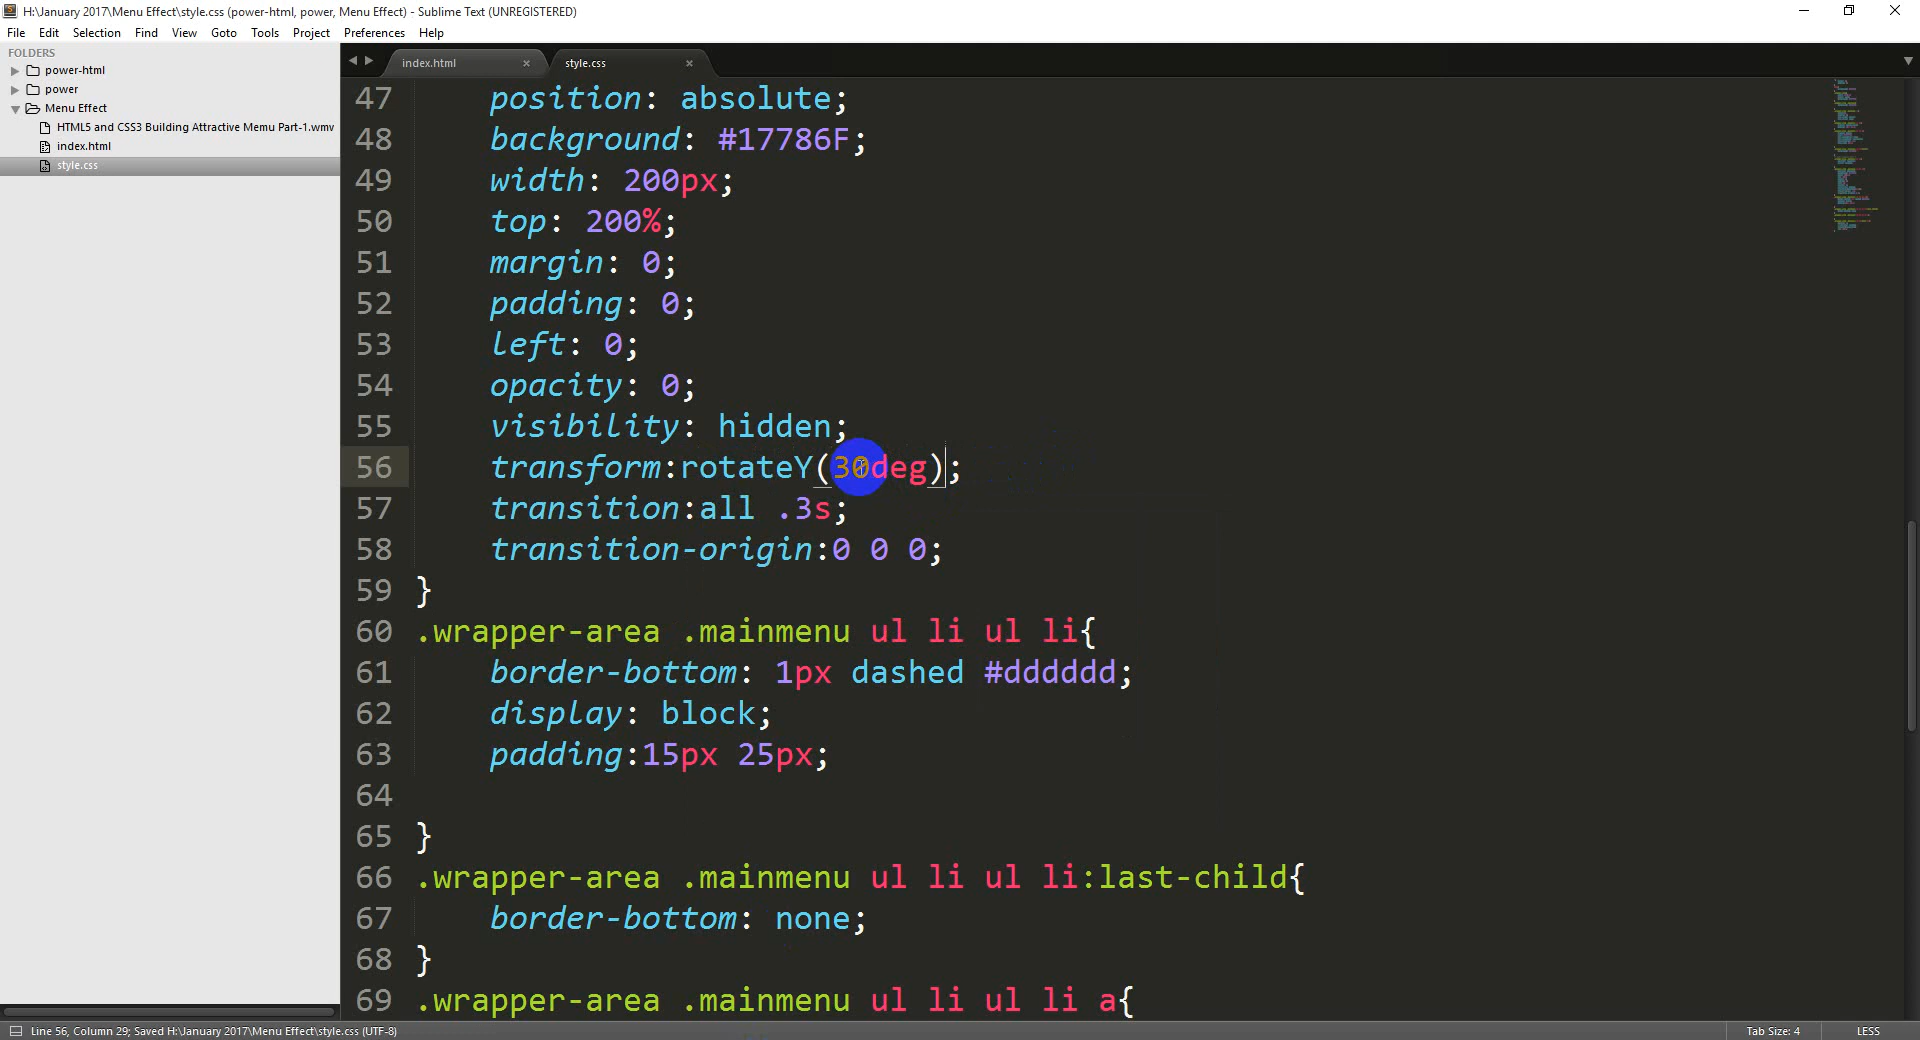 H:\January 2017\Menu Effect\style.css (power-html, power, Menu Effect) - Sublime Text (UNREGISTERED)
File Edit Selection Find View Goto Tools Project Preferences Help
FOLDERS
power-html
power
Menu Effect
HTML5 and CSS3 Building Attractive Memu Part-1.wmv
index.html
style.css
index.html × style.css ×
47 position: absolute;
48 background: #17786F;
49 width: 200px;
50 top: 200%;
51 margin: 0;
52 padding: 0;
53 left: 0;
54 opacity: 0;
55 visibility: hidden;
56 transform:rotateY(30deg);
57 transition:all .3s;
58 transition-origin:0 0 0;
59 }
60 .wrapper-area .mainmenu ul li ul li{
61 border-bottom: 1px dashed #dddddd;
62 display: block;
63 padding:15px 25px;
64
65 }
66 .wrapper-area .mainmenu ul li ul li:last-child{
67 border-bottom: none;
68 }
69 .wrapper-area .mainmenu ul li ul li a{
Line 56, Column 29; Saved H:\January 2017\Menu Effect\style.css (UTF-8) Tab Size: 4 LESS